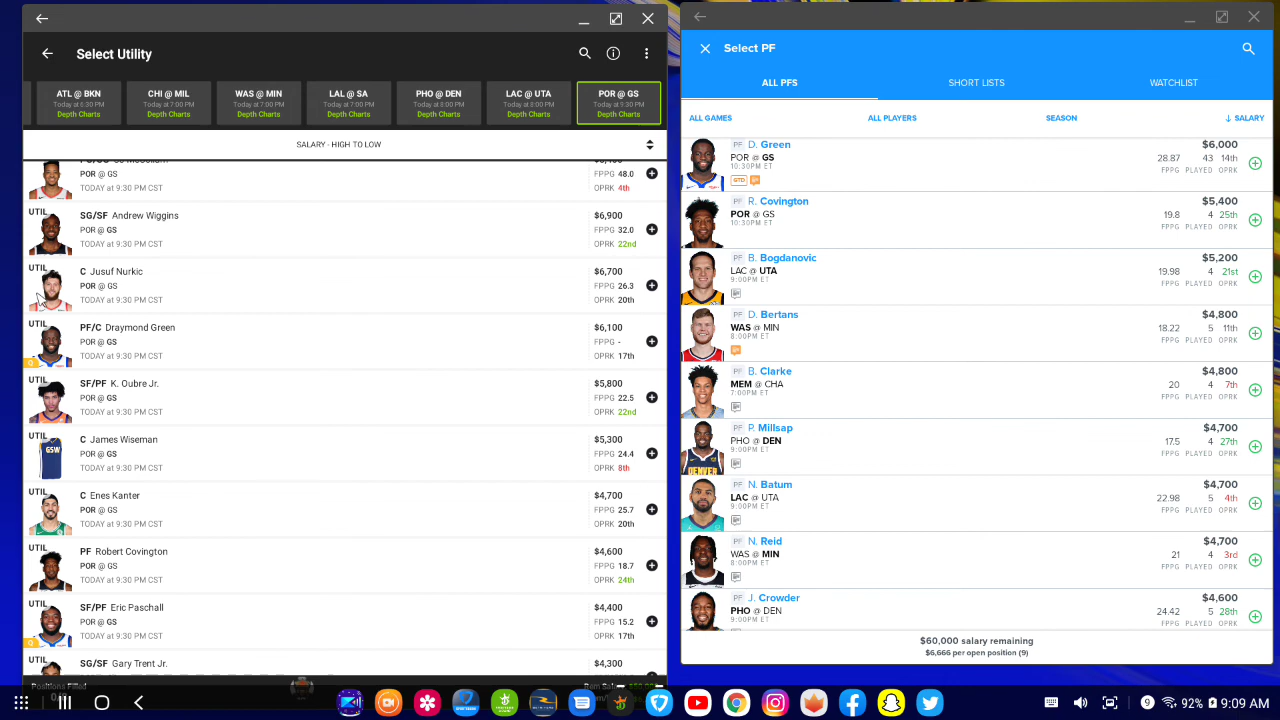 Select Utility
ATL @ BKN
Today at 6:30 PM
Depth Charts
CHI @ MIL
Today at 7:00 PM
Depth Charts
WAS @ MIN
Today at 7:00 PM
Depth Charts
LAL @ SA
Today at 7:00 PM
Depth Charts
PHO @ DEN
Today at 8:00 PM
Depth Charts
LAC @ UTA
Today at 8:00 PM
Depth Charts
POR @ GS
Today at 9:30 PM
Depth Charts
SALARY - HIGH TO LOW
POR @ GS
FPPG 48.0
TODAY at 9:30 PM CST
OPRK 4th
UTIL
SG/SF Andrew Wiggins
$6,900
POR @ GS
FPPG 32.0
TODAY at 9:30 PM CST
OPRK 22nd
UTIL
C Jusuf Nurkic
$6,700
POR @ GS
FPPG 26.3
TODAY at 9:30 PM CST
OPRK 20th
UTIL
PF/C Draymond Green
$6,100
POR @ GS
FPPG -
Q
TODAY at 9:30 PM CST
OPRK 17th
UTIL
SF/PF K. Oubre Jr.
$5,800
POR @ GS
FPPG 22.5
TODAY at 9:30 PM CST
OPRK 22nd
UTIL
C James Wiseman
$5,300
GSW
POR @ GS
FPPG 24.4
TODAY at 9:30 PM CST
OPRK 8th
UTIL
C Enes Kanter
$4,700
POR @ GS
FPPG 25.7
TODAY at 9:30 PM CST
OPRK 20th
UTIL
PF Robert Covington
$4,600
POR @ GS
FPPG 18.7
TODAY at 9:30 PM CST
OPRK 24th
UTIL
SF/PF Eric Paschall
$4,400
POR @ GS
FPPG 15.2
Q
TODAY at 9:30 PM CST
OPRK 17th
UTIL
SG/SF Gary Trent Jr.
$4,300
Positions Filled
Select PF
ALL PFS
SHORT LISTS
WATCHLIST
ALL GAMES
ALL PLAYERS
SEASON
↓ SALARY
PF D. Green
$6,000
POR @ GS
28.87 43 14th
10:30PM ET
FPPG PLAYED OPRK
GTD
PF R. Covington
$5,400
POR @ GS
19.8 4 25th
10:30PM ET
FPPG PLAYED OPRK
PF B. Bogdanovic
$5,200
LAC @ UTA
19.98 4 21st
9:00PM ET
FPPG PLAYED OPRK
PF D. Bertans
$4,800
WAS @ MIN
18.22 5 11th
8:00PM ET
FPPG PLAYED OPRK
PF B. Clarke
$4,800
MEM @ CHA
20 4 7th
7:00PM ET
FPPG PLAYED OPRK
PF P. Millsap
$4,700
PHO @ DEN
17.5 4 27th
9:00PM ET
FPPG PLAYED OPRK
DENVER
PF N. Batum
$4,700
LAC @ UTA
22.98 5 4th
9:00PM ET
FPPG PLAYED OPRK
PF N. Reid
$4,700
WAS @ MIN
21 4 3rd
8:00PM ET
FPPG PLAYED OPRK
PF J. Crowder
$4,600
PHO @ DEN
24.42 5 28th
9:00PM ET
FPPG PLAYED OPRK
$60,000 salary remaining
$6,666 per open position (9)
9
92%
9:09 AM